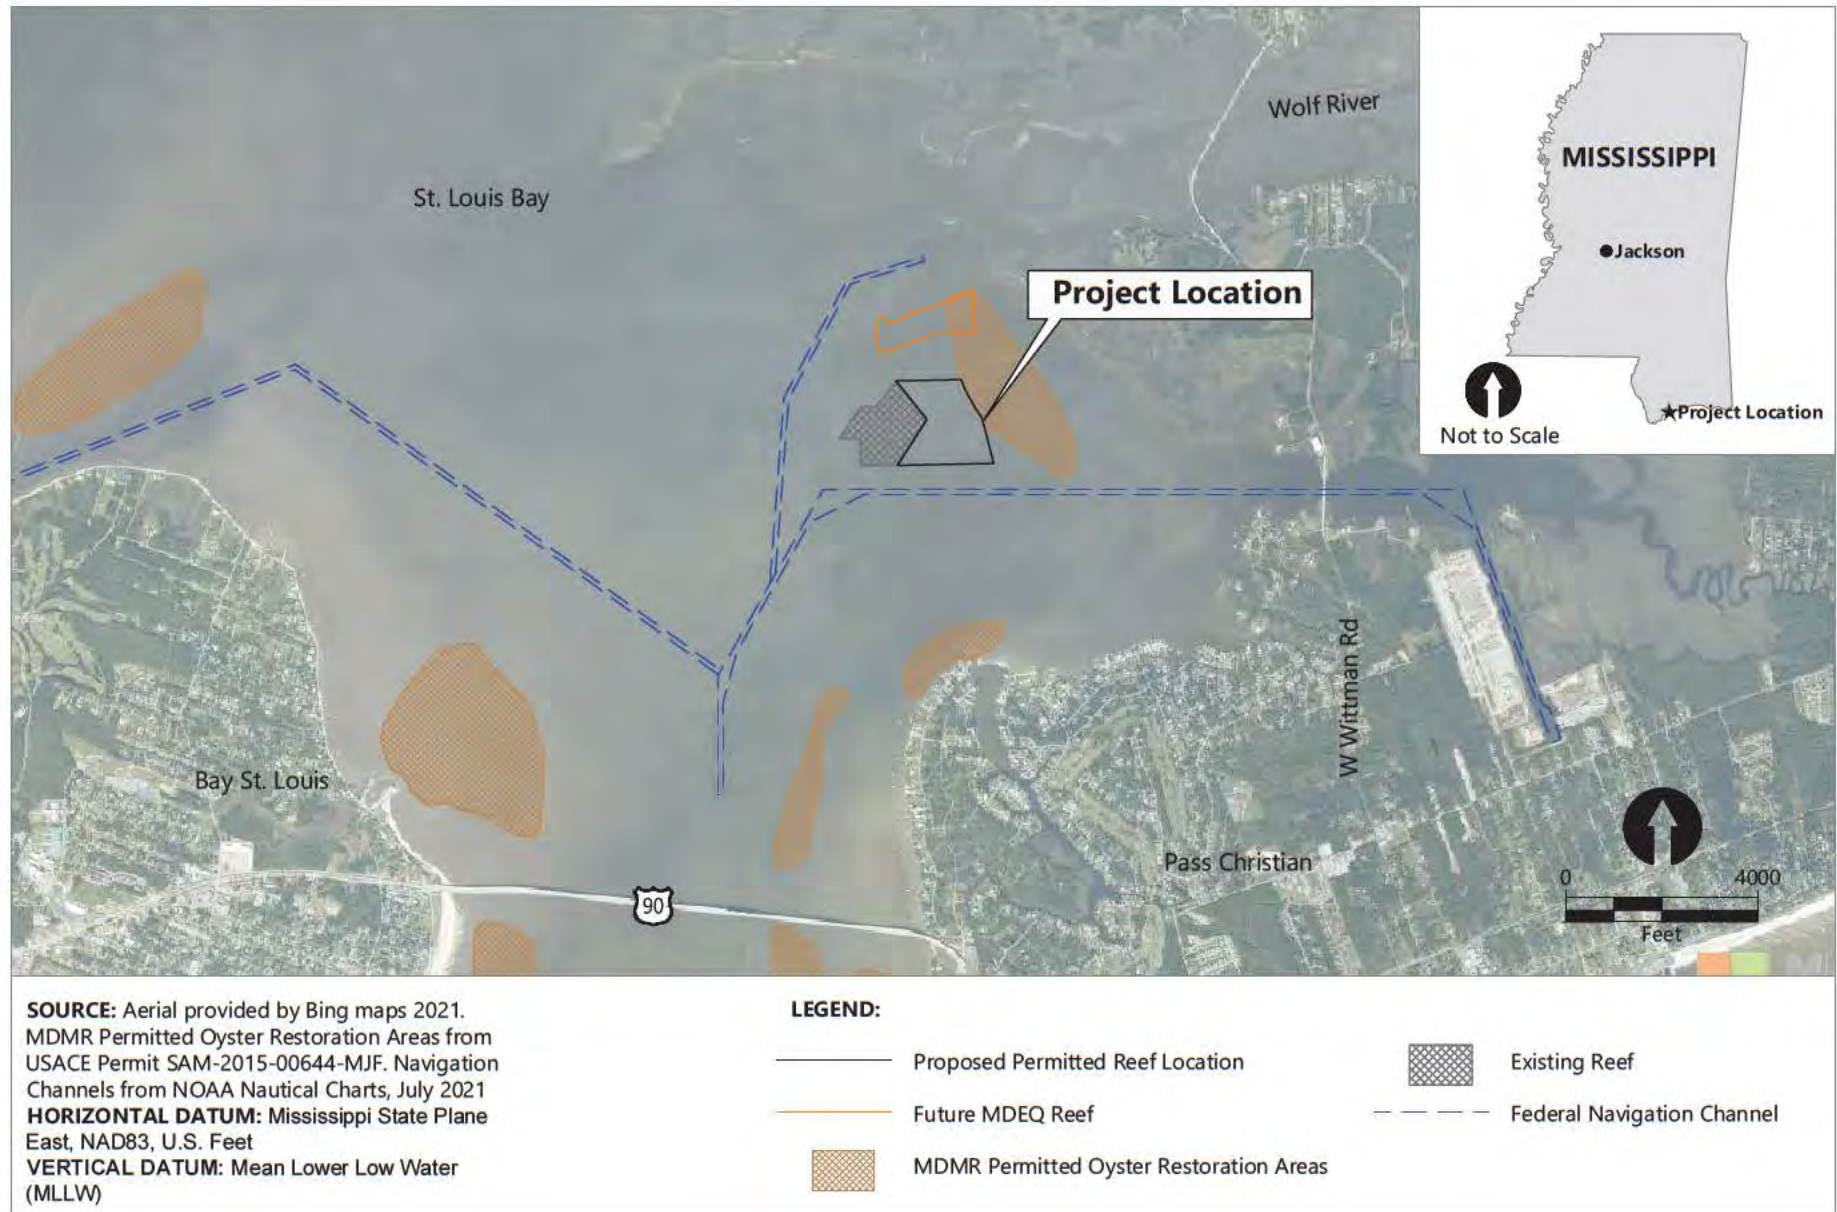 Wolf River
St. Louis Bay
Project Location
MISSISSIPPI
Jackson
Project Location
Not to Scale
W Wittman Rd
Bay St. Louis
Pass Christian
90
0 4000
Feet
SOURCE: Aerial provided by Bing maps 2021.
MDMR Permitted Oyster Restoration Areas from
USACE Permit SAM-2015-00644-MJF. Navigation
Channels from NOAA Nautical Charts, July 2021
HORIZONTAL DATUM: Mississippi State Plane
East, NAD83, U.S. Feet
VERTICAL DATUM: Mean Lower Low Water
(MLLW)
LEGEND:
Proposed Permitted Reef Location
Future MDEQ Reef
MDMR Permitted Oyster Restoration Areas
Existing Reef
Federal Navigation Channel